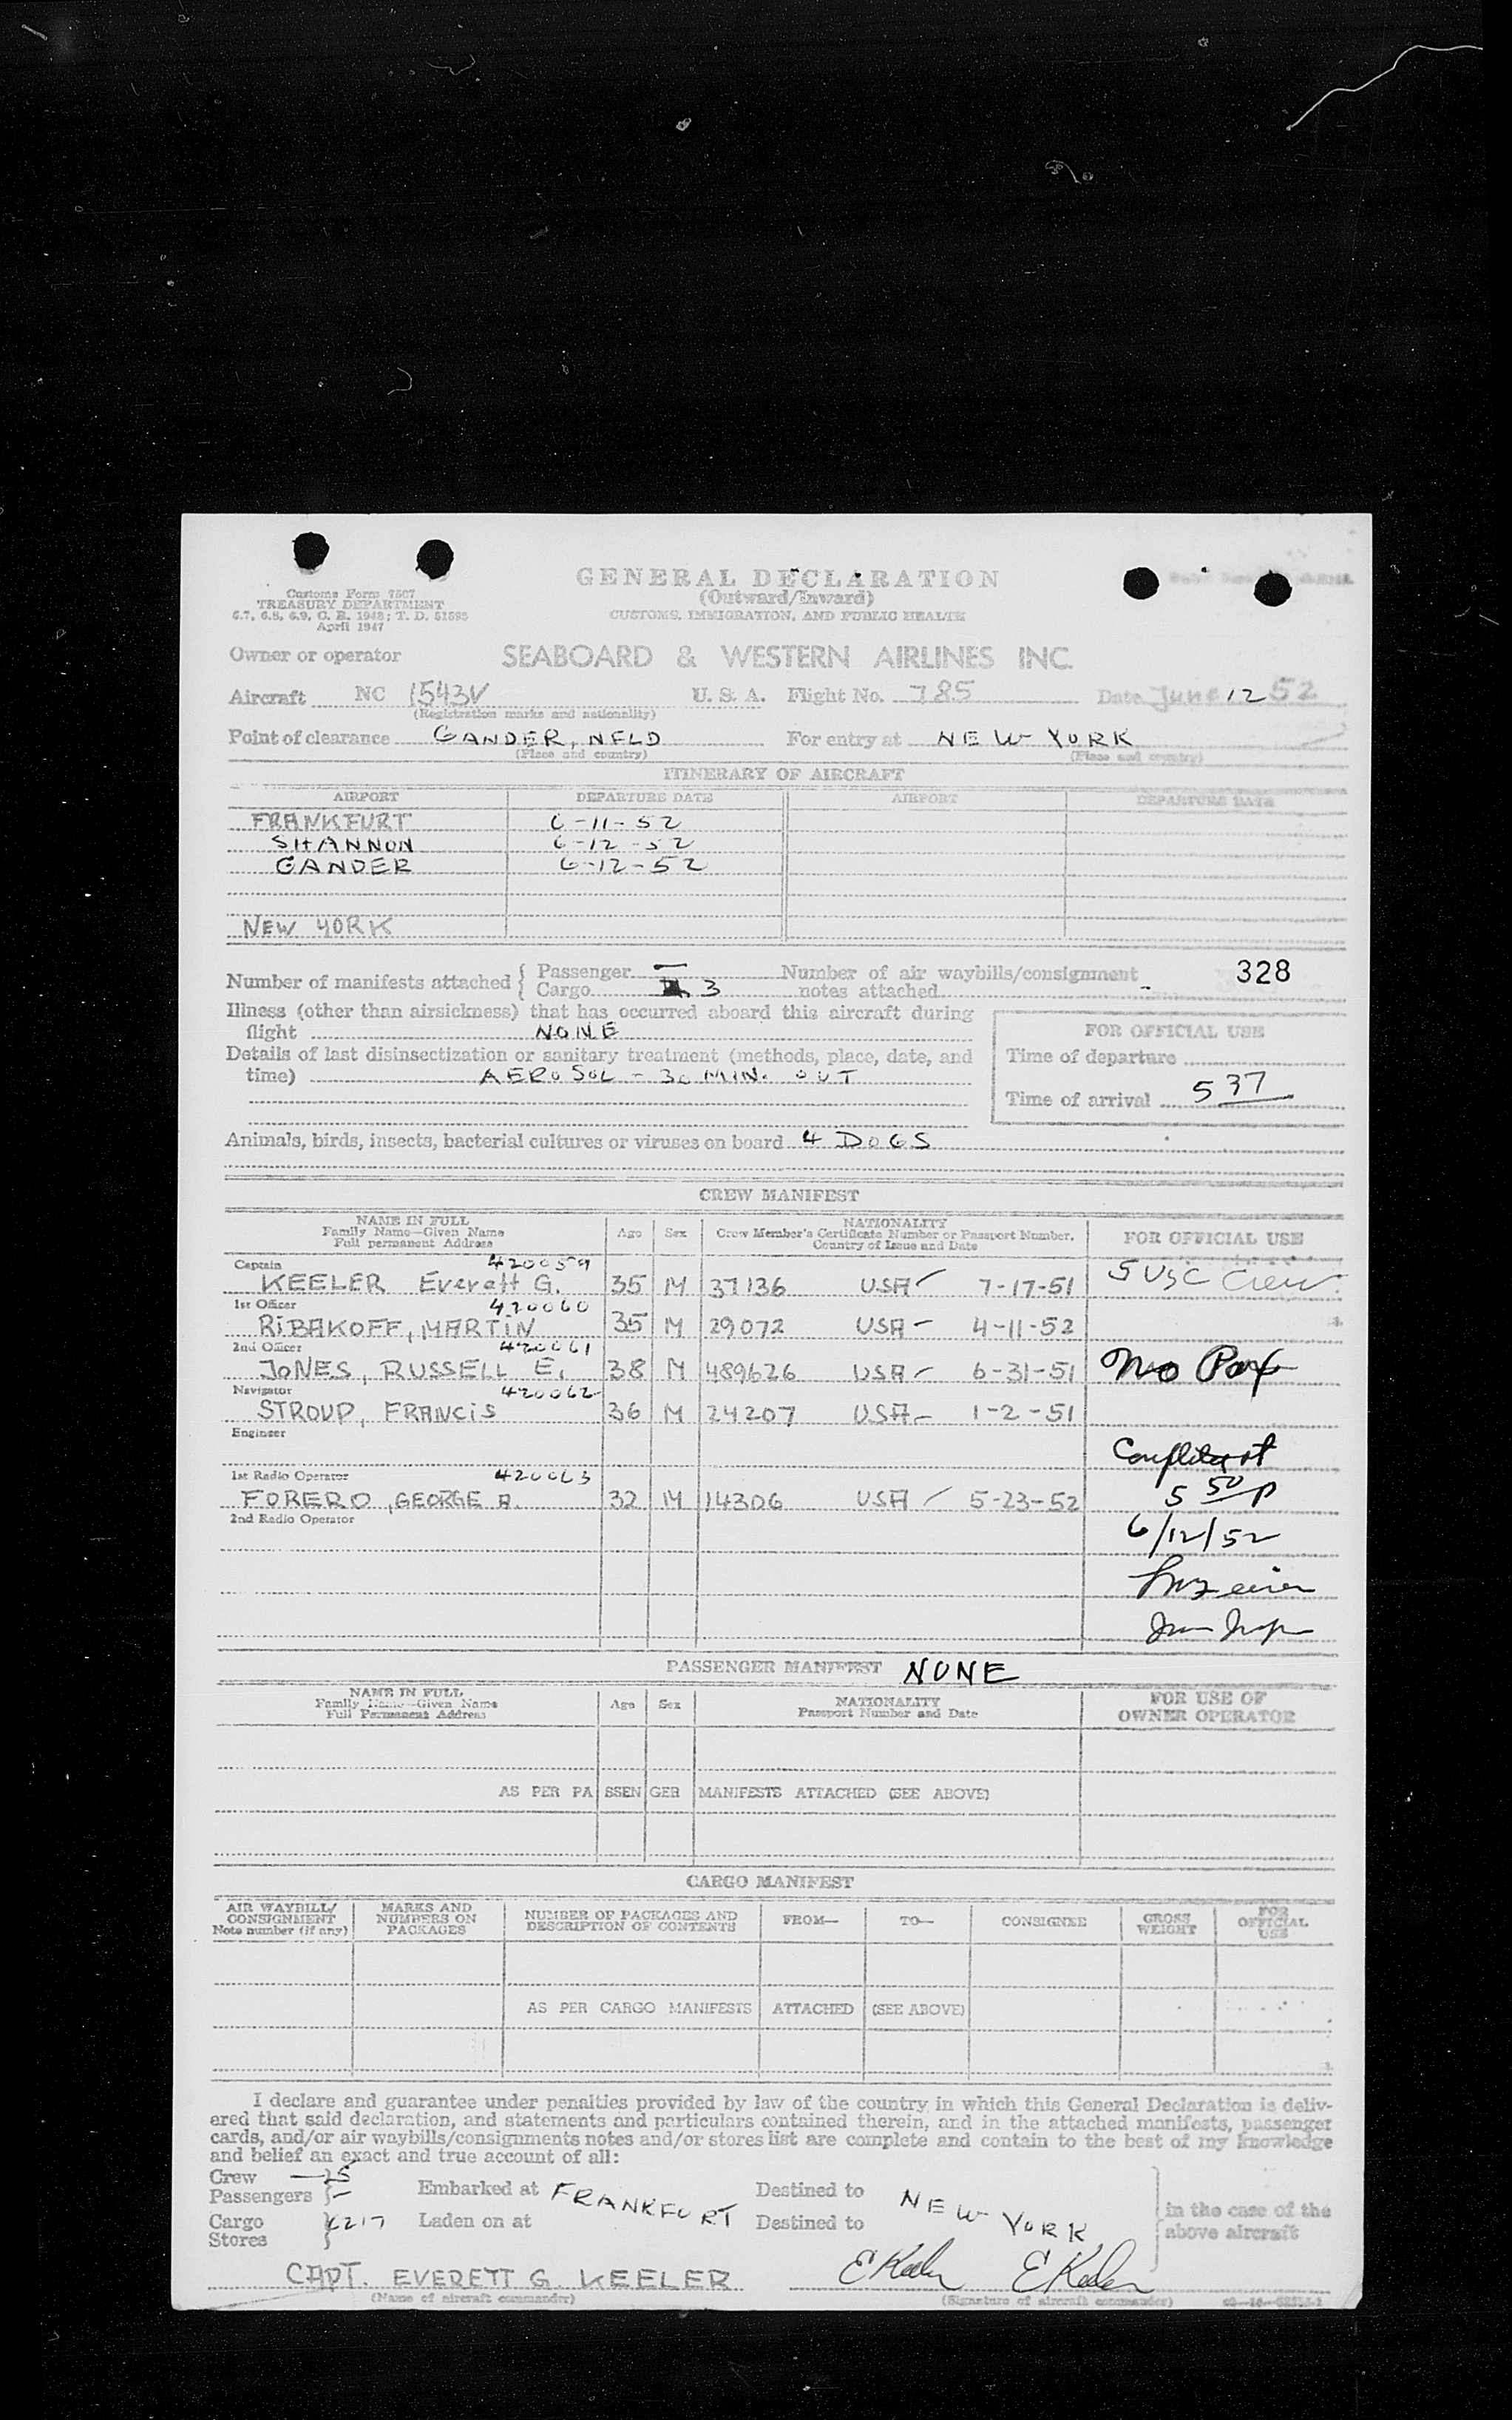 GENERAL DECLARATION
(Outward/Inward)
CUSTOMS, IMMIGRATION, AND PUBLIC HEALTH
Customs Form 7507
TREASURY DEPARTMENT
6.7, 6.8, 6.9, C. R. 1943; T. D. 51595
April 1947
Owner or operator SEABOARD & WESTERN AIRLINES INC.
Aircraft NC 1543V U. S. A. Flight No. 785 Date June 12 52
(Registration marks and nationality)
Point of clearance GANDER, NFLD For entry at NEW YORK
(Place and country) (Place and country)
ITINERARY OF AIRCRAFT
AIRPORT DEPARTURE DATE AIRPORT DEPARTURE DATE
FRANKFURT 6-11-52
SHANNON 6-12-52
GANDER 6-12-52
NEW YORK
Number of manifests attached { Passenger — Number of air waybills/consignment 328
Cargo 3 notes attached -
Illness (other than airsickness) that has occurred aboard this aircraft during
flight NONE
FOR OFFICIAL USE
Details of last disinsectization or sanitary treatment (methods, place, date, and
time) AEROSOL - 30 MIN. OUT
Time of departure
Time of arrival 5 37
Animals, birds, insects, bacterial cultures or viruses on board 4 DOGS
CREW MANIFEST
NAME IN FULL
Family Name—Given Name
Full permanent Address
Age Sex
NATIONALITY
Crew Member's Certificate Number or Passport Number,
Country of Issue and Date
FOR OFFICIAL USE
Captain 420059
KEELER Everett G. 35 M 37136 USA 7-17-51 5 USC Crew
1st Officer 420060
RIBAKOFF, MARTIN 35 M 29072 USA - 4-11-52
2nd Officer 420061
JONES, RUSSELL E. 38 M 489626 USA - 6-31-51 No Pax
Navigator 420062
STROUD, FRANCIS 36 M 24207 USA - 1-2-51
Engineer
1st Radio Operator 420063
FORERO, GEORGE A. 32 M 14306 USA - 5-23-52
2nd Radio Operator
5 50 P
6/12/52
PASSENGER MANIFEST NONE
NAME IN FULL
Family Name—Given Name
Full Permanent Address
Age Sex
NATIONALITY
Passport Number and Date
FOR USE OF
OWNER OPERATOR
AS PER PASSENGER MANIFESTS ATTACHED (SEE ABOVE)
CARGO MANIFEST
AIR WAYBILL/
CONSIGNMENT
Note number (if any)
MARKS AND
NUMBERS ON
PACKAGES
NUMBER OF PACKAGES AND
DESCRIPTION OF CONTENTS
FROM— TO— CONSIGNEE
GROSS
WEIGHT
FOR
OFFICIAL
USE
AS PER CARGO MANIFESTS ATTACHED (SEE ABOVE)
I declare and guarantee under penalties provided by law of the country in which this General Declaration is deliv-
ered that said declaration, and statements and particulars contained therein, and in the attached manifests, passenger
cards, and/or air waybills/consignments notes and/or stores list are complete and contain to the best of my knowledge
and belief an exact and true account of all:
Crew 5
Passengers } - Embarked at FRANKFURT Destined to NEW YORK in the case of the
Cargo } Laden on at Destined to above aircraft
Stores
CAPT. EVERETT G. KEELER E Keeler E Keeler
(Name of aircraft commander) (Signature of aircraft commander)